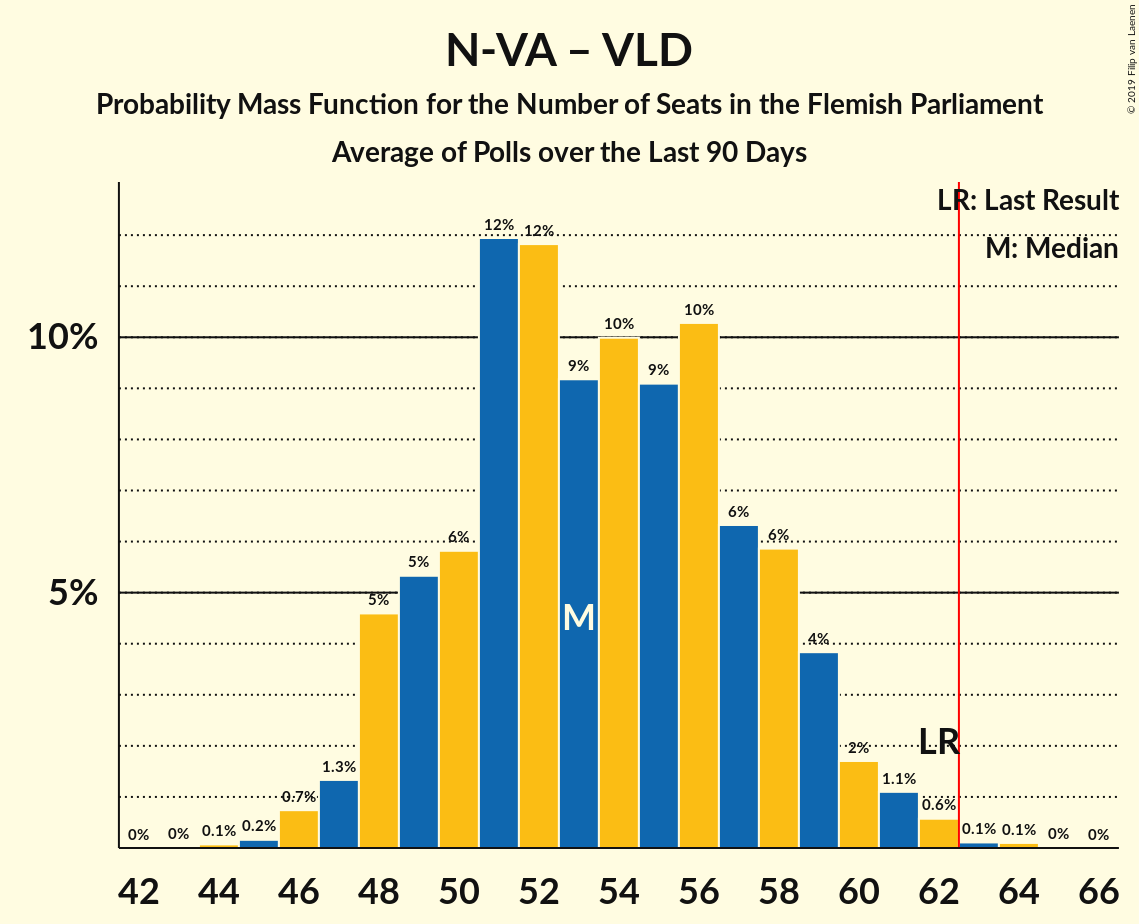 N-VA – VLD
Probability Mass Function for the Number of Seats in the Flemish Parliament
Average of Polls over the Last 90 Days
© 2019 Filip van Laenen
LR: Last Result
M: Median
10%
5%
0% 0% 0.1% 0.2% 0.7% 1.3% 5% 5% 6% 12% 12% 9% 10% 9% 10% 6% 6% 4% 2% 1.1% 0.6% 0.1% 0.1% 0% 0%
M
LR
42 44 46 48 50 52 54 56 58 60 62 64 66